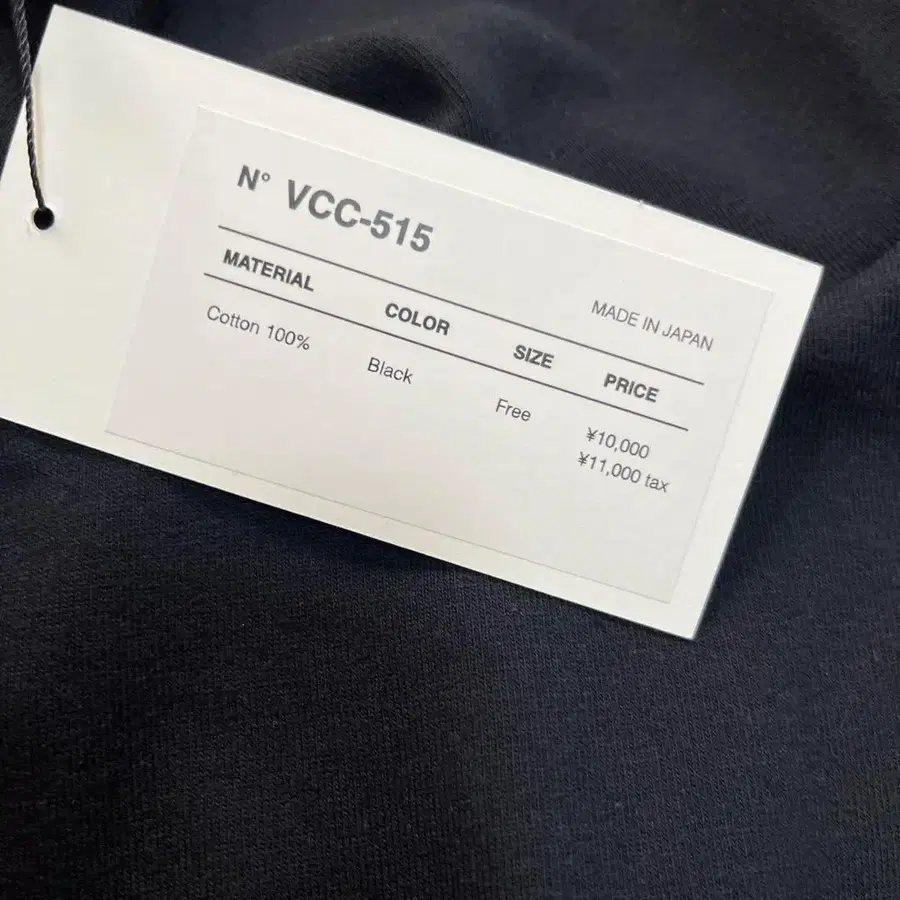 N° VCC-515
MADE IN JAPAN
MATERIAL COLOR SIZE PRICE
Cotton 100% Black Free ¥10,000
¥11,000 tax